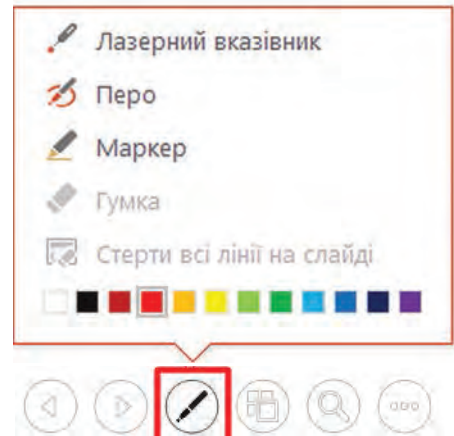 Лазерний вказівник
Перо
Маркер
Гумка
Стерти всі лінії на слайді